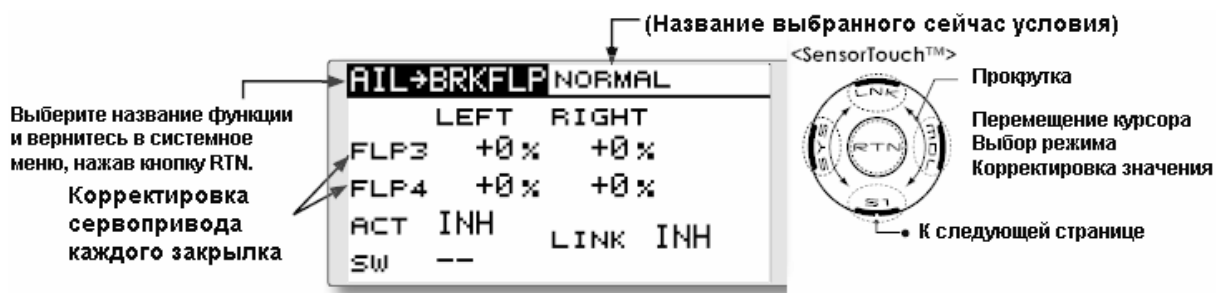 (Название выбранного сейчас условия)
<SensorTouch™>
AIL→BRKFLP NORMAL
Выберите название функции
и вернитесь в системное
меню, нажав кнопку RTN.
LEFT RIGHT
FLP3 +0% +0%
FLP4 +0% +0%
ACT INH
LINK INH
SW --
Корректировка
сервопривода
каждого закрылка
LNK
SYS
RTN
MDL
S1
Прокрутка
Перемещение курсора
Выбор режима
Корректировка значения
• К следующей странице